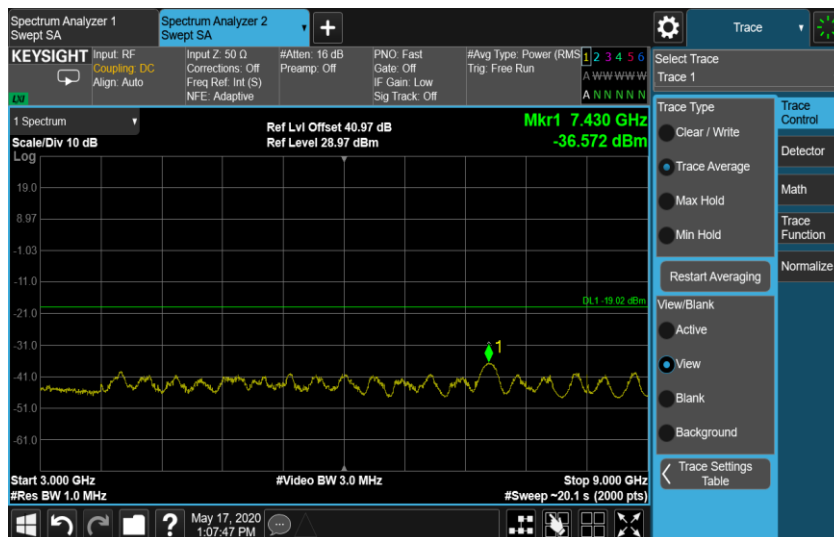 Spectrum Analyzer 1
Swept SA
Spectrum Analyzer 2
Swept SA
Trace
KEYSIGHT
Input: RF
Coupling: DC
Align: Auto
Input Z: 50 Ω
Corrections: Off
Freq Ref: Int (S)
NFE: Adaptive
#Atten: 16 dB
Preamp: Off
PNO: Fast
Gate: Off
IF Gain: Low
Sig Track: Off
#Avg Type: Power (RMS
Trig: Free Run
1 2 3 4 5 6
A W W W W W
A N N N N N
LXI
Select Trace
Trace 1
1 Spectrum
Scale/Div 10 dB
Log
Ref Lvl Offset 40.97 dB
Ref Level 28.97 dBm
Mkr1 7.430 GHz
-36.572 dBm
19.0
8.97
-1.03
-11.0
-21.0
-31.0
-41.0
-51.0
-61.0
DL1 -19.02 dBm
1
Start 3.000 GHz
#Res BW 1.0 MHz
#Video BW 3.0 MHz
Stop 9.000 GHz
#Sweep ~20.1 s (2000 pts)
Trace Type
Clear / Write
Trace Average
Max Hold
Min Hold
Restart Averaging
View/Blank
Active
View
Blank
Background
Trace Settings
Table
Trace
Control
Detector
Math
Trace
Function
Normalize
?
May 17, 2020
1:07:47 PM